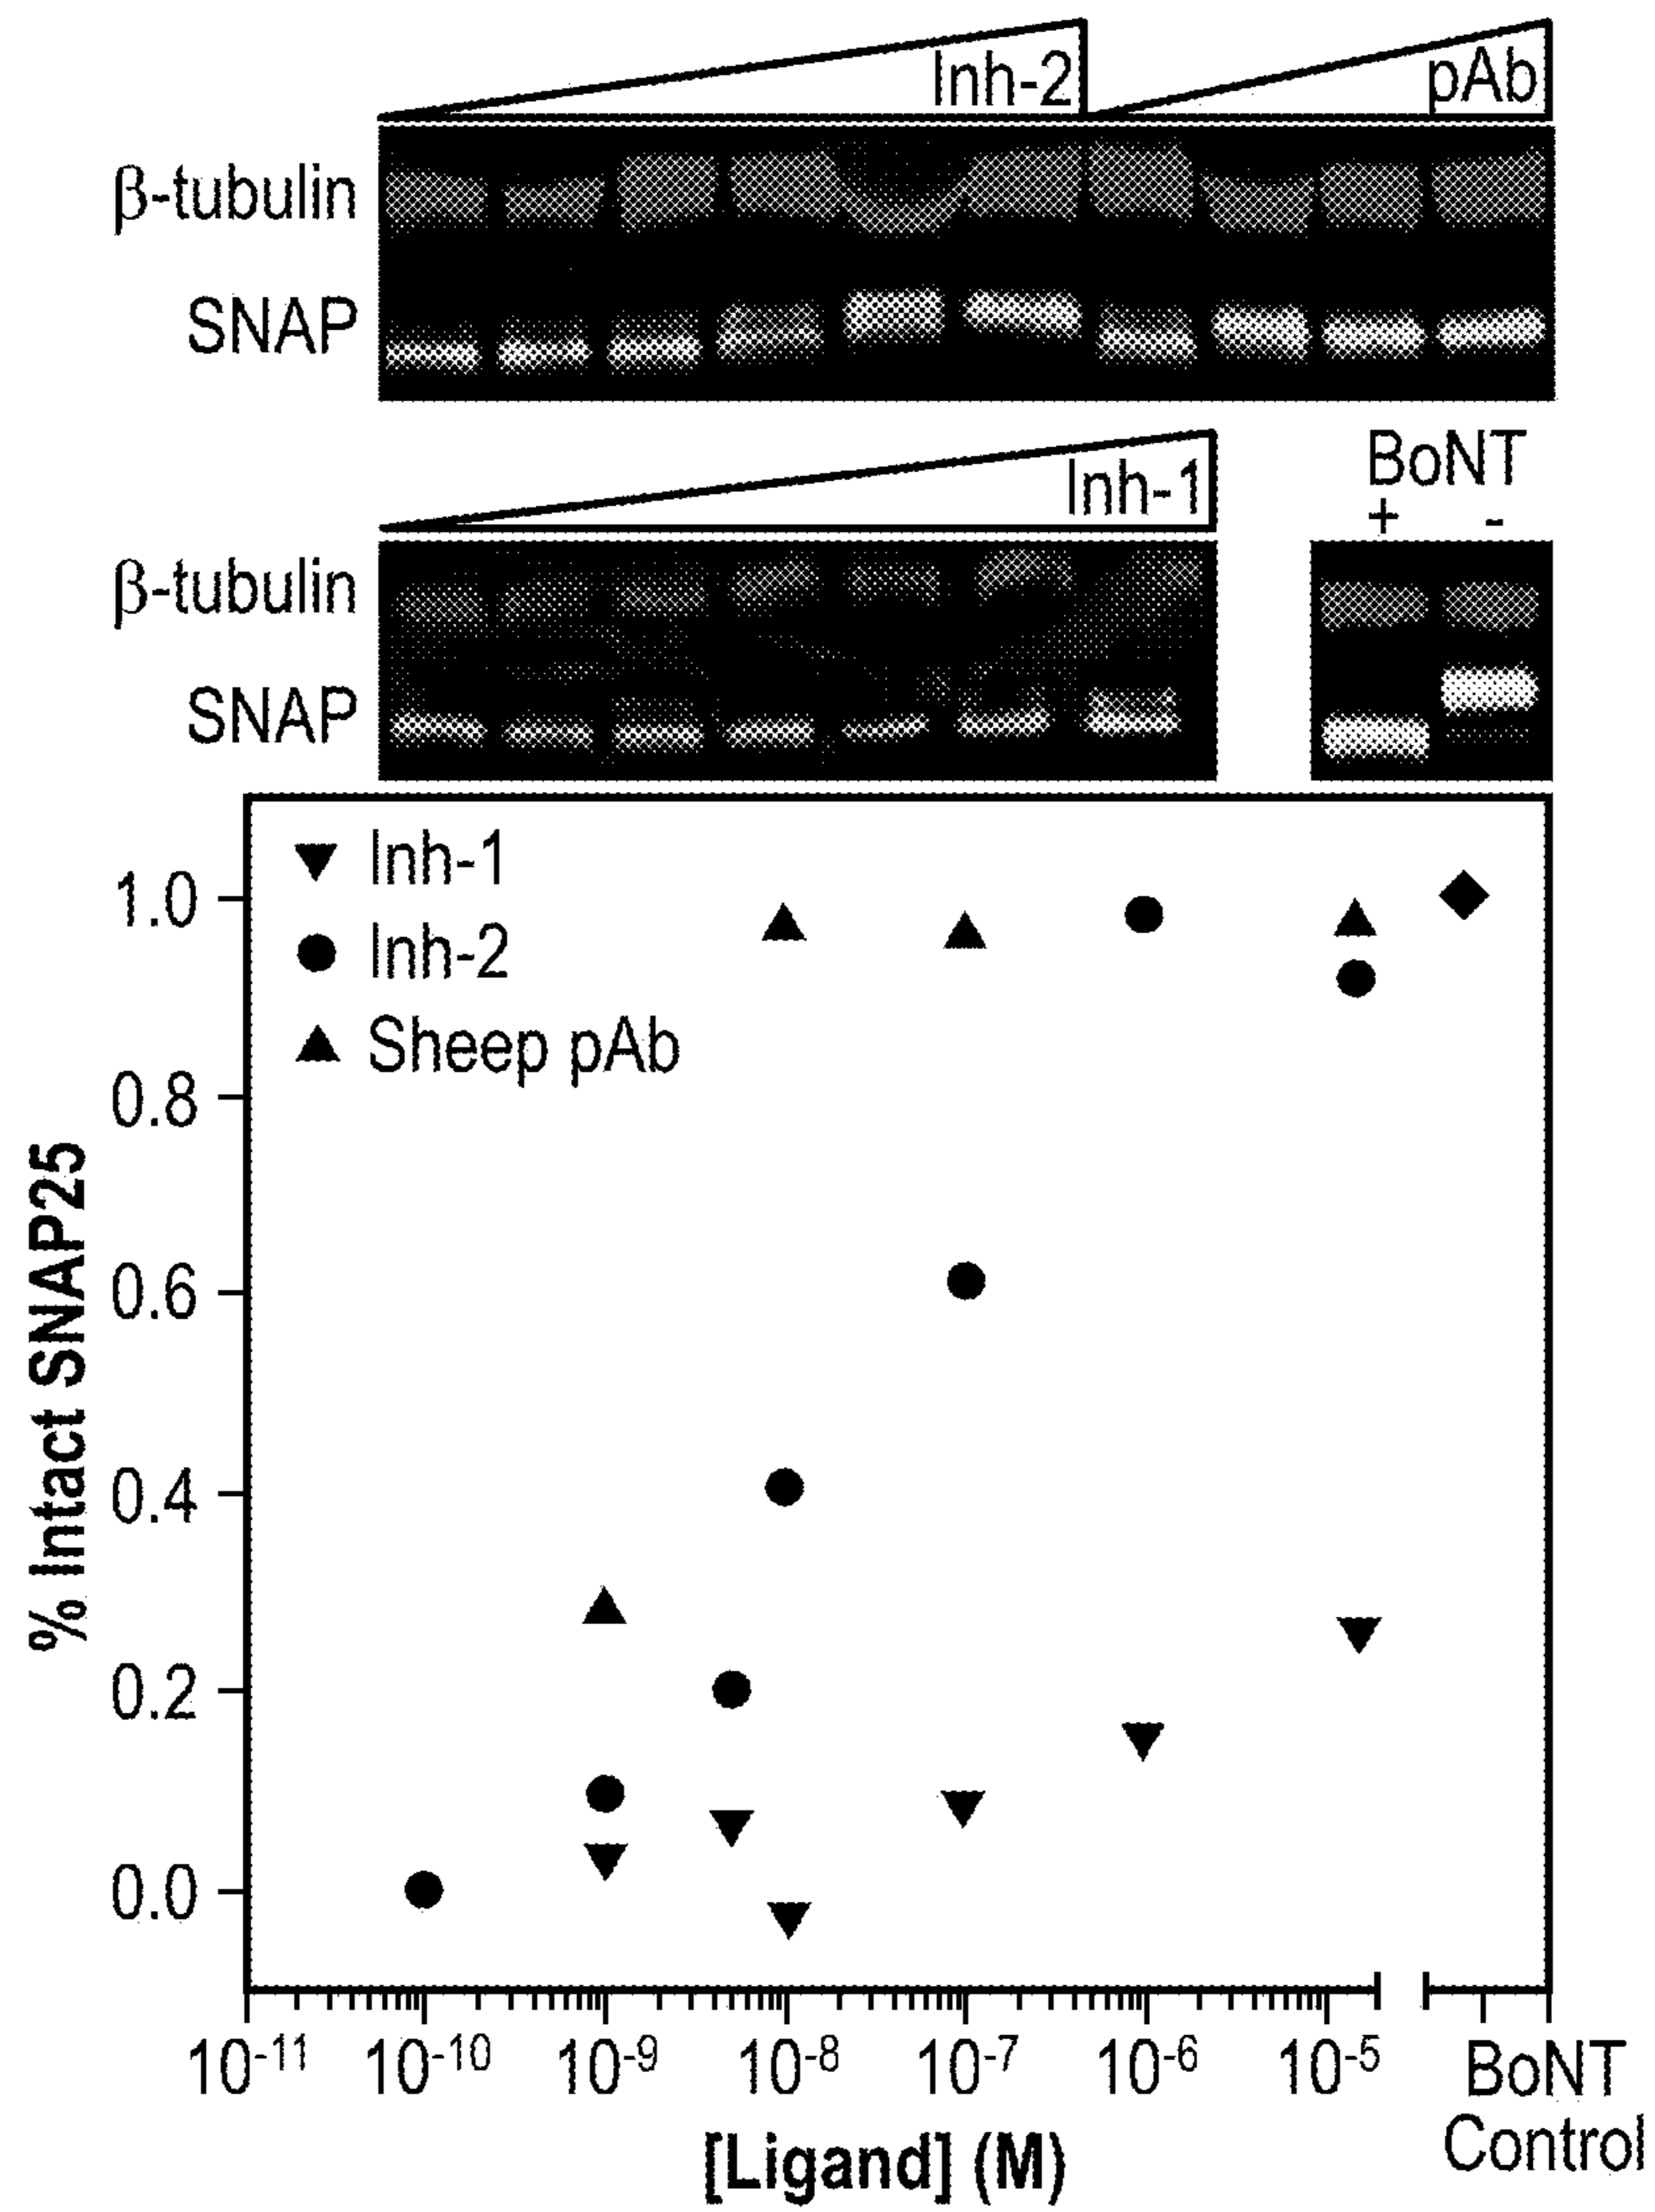 Inh-2 pAb
β-tubulin
SNAP
Inh-1
BoNT
+ -
β-tubulin
SNAP
Inh-1
Inh-2
Sheep pAb
% Intact SNAP25
1.0
0.8
0.6
0.4
0.2
0.0
10^-11 10^-10 10^-9 10^-8 10^-7 10^-6 10^-5 BoNT
Control
[Ligand] (M)